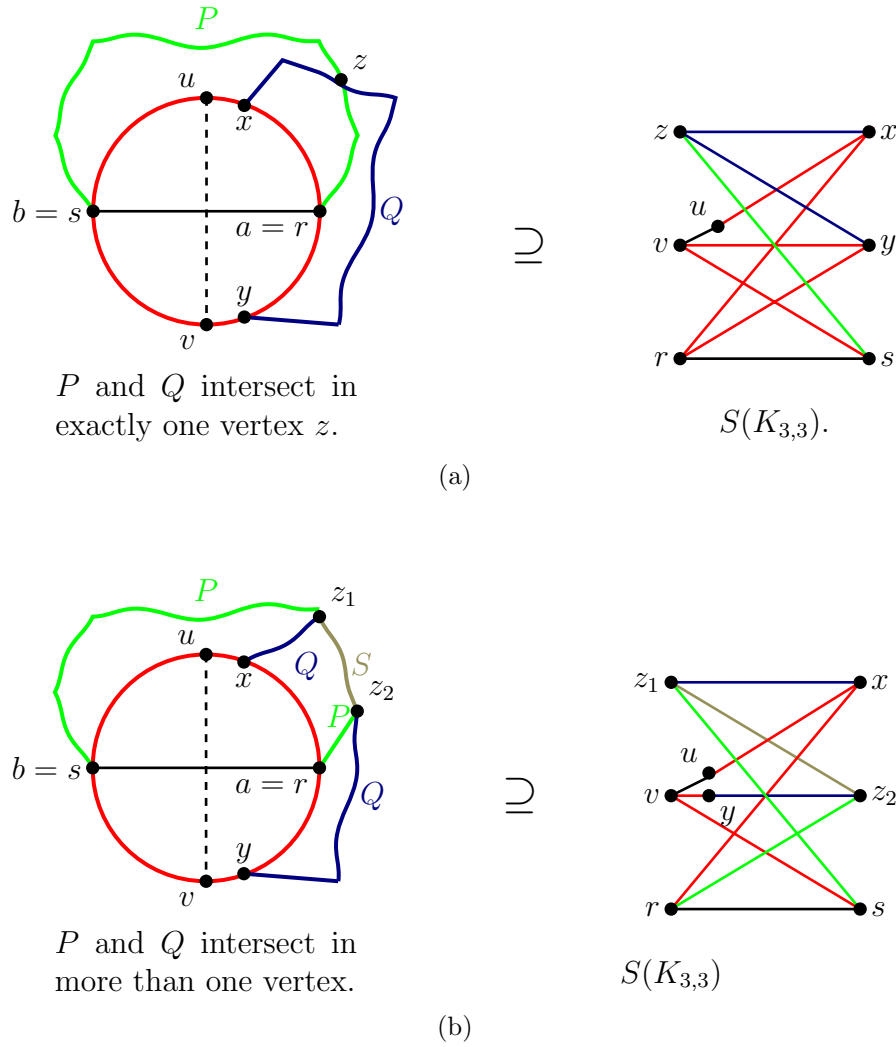 P
z
u
x
b = s
a = r
Q
y
v
⊇
z
x
u
v
y
r
s
P and Q intersect in
exactly one vertex z.
S(K₃,₃).
(a)
P
z₁
u
x
Q
S
z₂
P
b = s
a = r
Q
y
v
⊇
z₁
x
u
v
z₂
y
r
s
P and Q intersect in
more than one vertex.
S(K₃,₃)
(b)